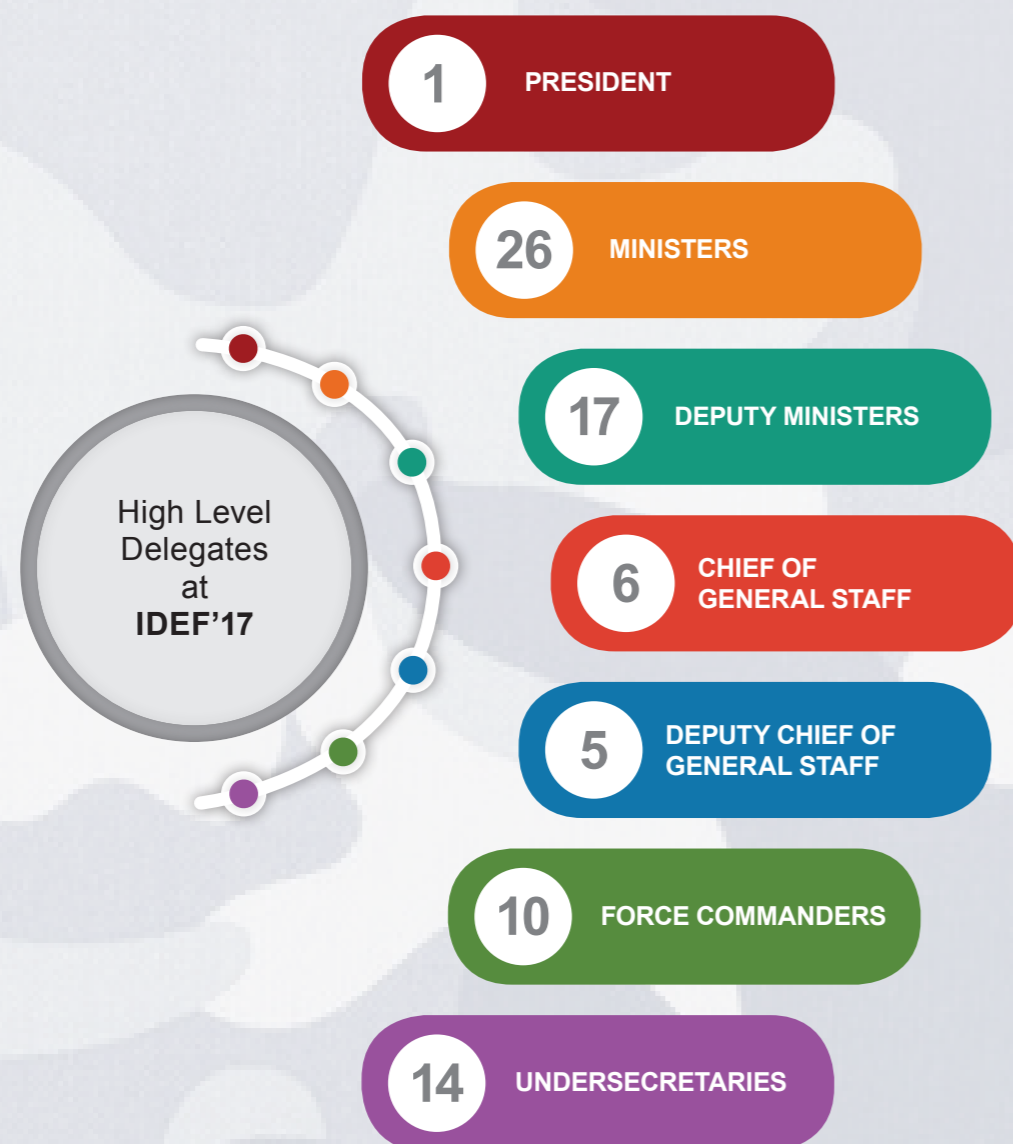 1
PRESIDENT
26
MINISTERS
17
DEPUTY MINISTERS
High Level
Delegates
at
IDEF’17
6
CHIEF OF
GENERAL STAFF
5
DEPUTY CHIEF OF
GENERAL STAFF
10
FORCE COMMANDERS
14
UNDERSECRETARIES